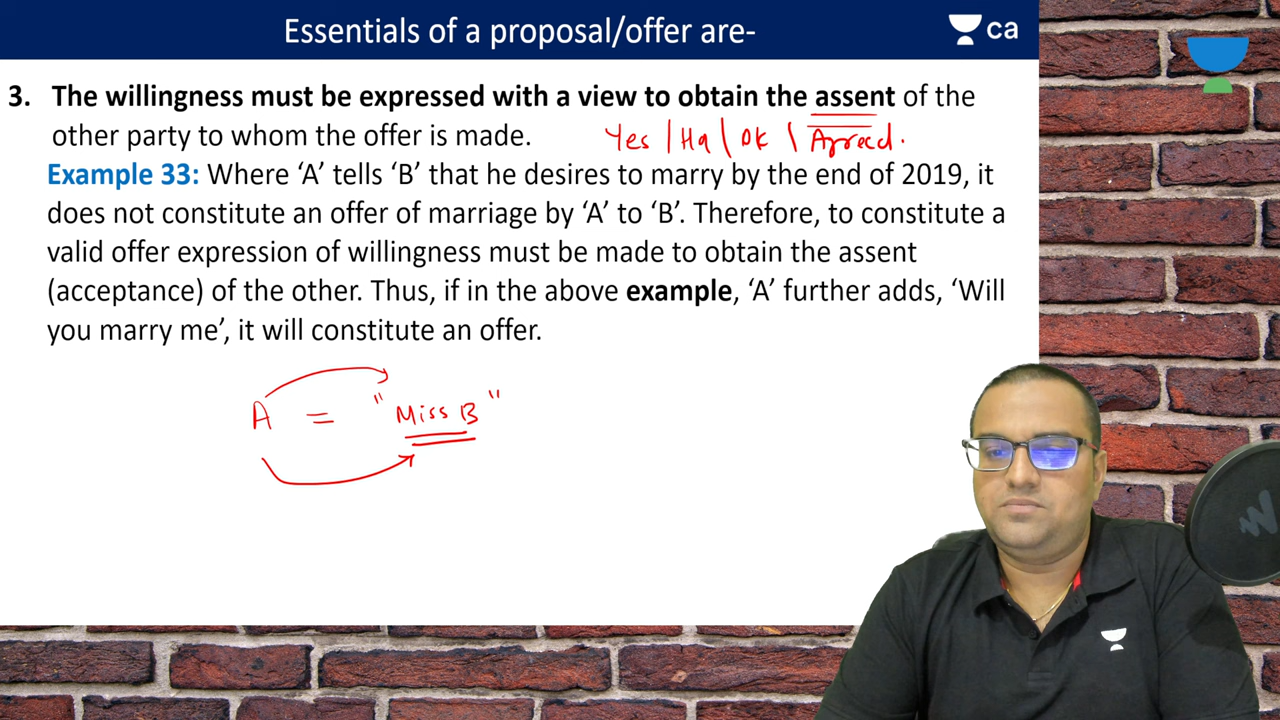 Essentials of a proposal/offer are-
ca
3. The willingness must be expressed with a view to obtain the assent of the
other party to whom the offer is made.
Yes / Ha \ Ok \ Agreed.
Example 33: Where ‘A’ tells ‘B’ that he desires to marry by the end of 2019, it
does not constitute an offer of marriage by ‘A’ to ‘B’. Therefore, to constitute a
valid offer expression of willingness must be made to obtain the assent
(acceptance) of the other. Thus, if in the above example, ‘A’ further adds, ‘Will
you marry me’, it will constitute an offer.
A = "Miss B"